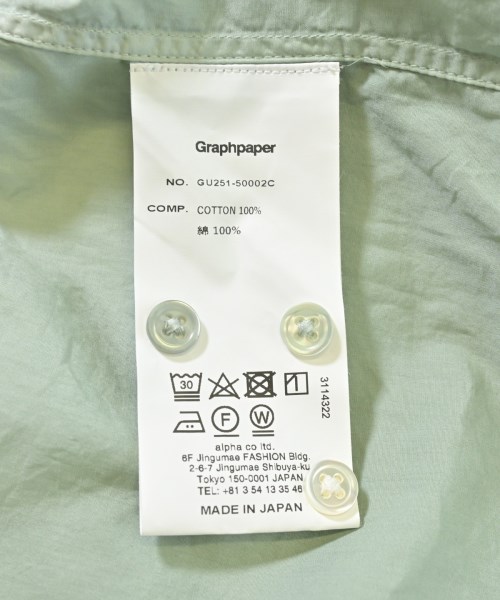 Graphpaper
NO. GU251-50002C
COMP. COTTON 100%
綿 100%
30
3114322
F
W
alpha co ltd.
6F Jingumae FASHION Bldg.
2-6-7 Jingumae Shibuya-ku
Tokyo 150-0001 JAPAN
TEL: +81 3 54 13 35 46
MADE IN JAPAN